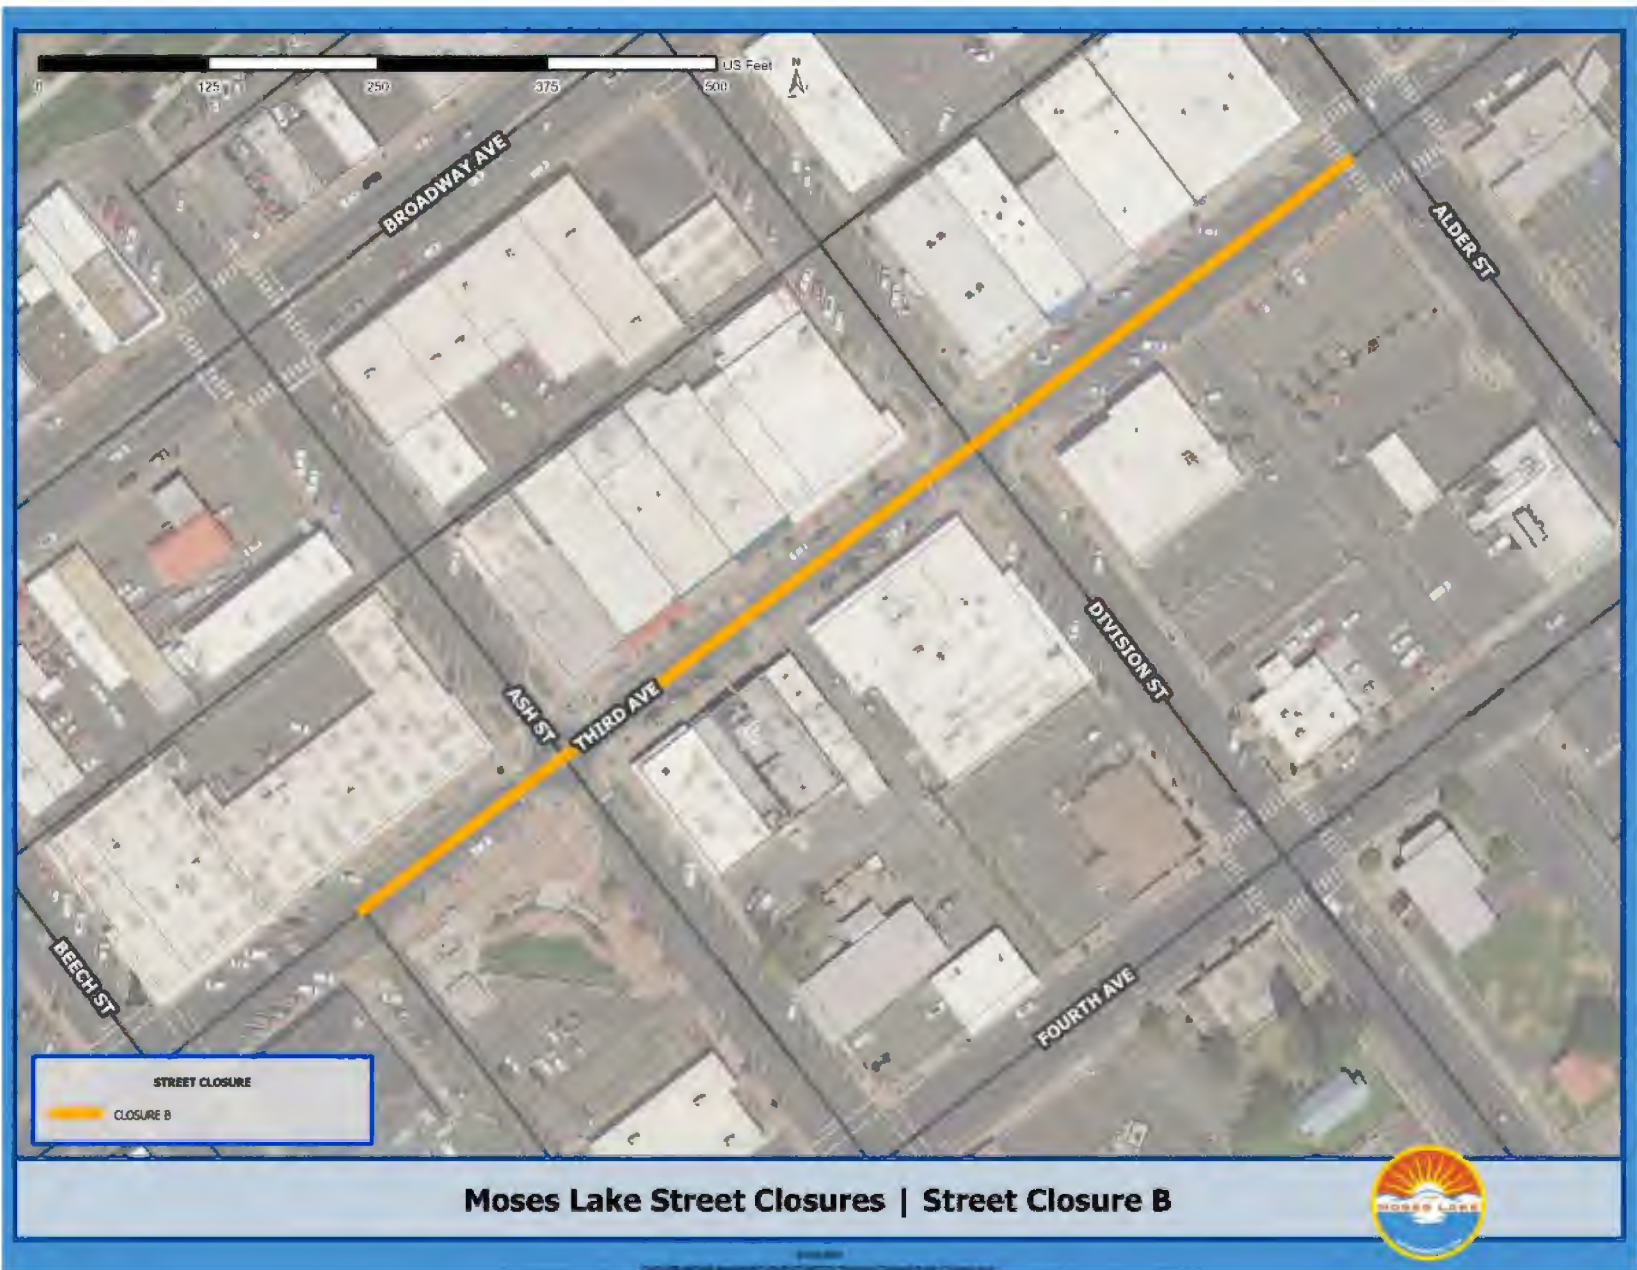 0 125 250 375 500 US Feet
N
BROADWAY AVE
ALDER ST
ASH ST
THIRD AVE
DIVISION ST
BEECH ST
FOURTH AVE
STREET CLOSURE
CLOSURE B
Moses Lake Street Closures | Street Closure B
MOSES LAKE